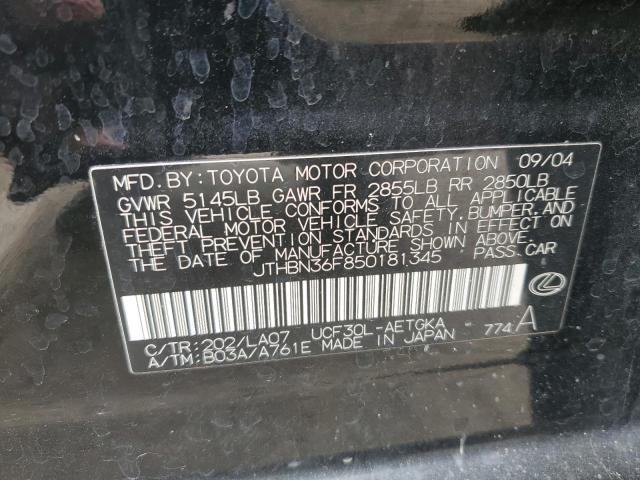 MFD.BY:TOYOTA MOTOR CORPORATION 09/04
GVWR 5145LB GAWR FR 2855LB RR 2850LB
THIS VEHICLE CONFORMS TO ALL APPLICABLE
FEDERAL MOTOR VEHICLE SAFETY,BUMPER,AND
THEFT PREVENTION STANDARDS IN EFFECT ON
THE DATE OF MANUFACTURE SHOWN ABOVE.
JTHBN36F850181345 PASS.CAR
C/TR:202/LA07 UCF30L-AETGKA 774 A
A/TM:B03A/A761E MADE IN JAPAN